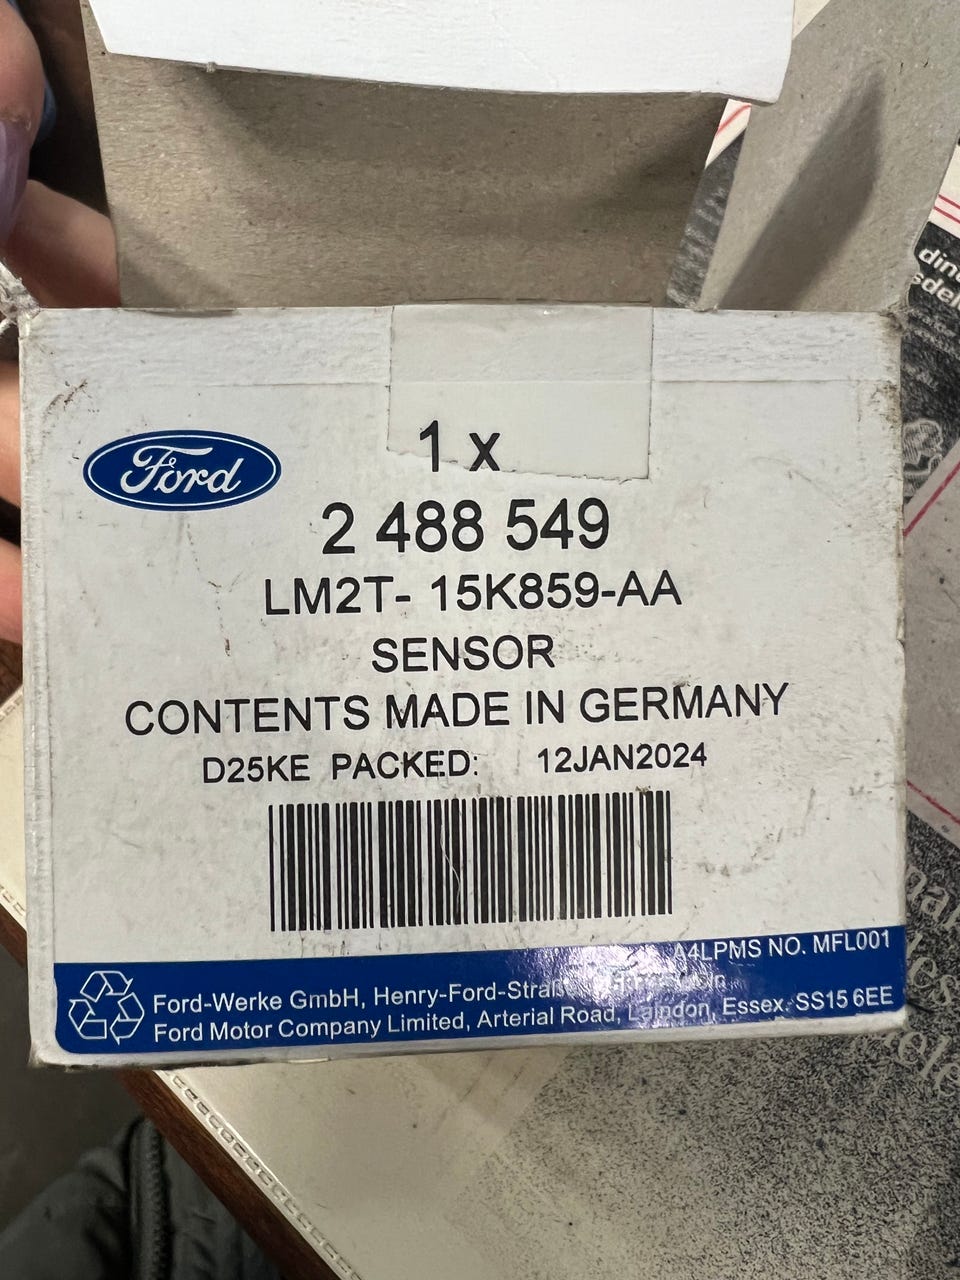 Ford
1 x
2 488 549
LM2T- 15K859-AA
SENSOR
CONTENTS MADE IN GERMANY
D25KE PACKED: 12JAN2024
A4LPMS NO. MFL001
Ford-Werke GmbH, Henry-Ford-Straß
Ford Motor Company Limited, Arterial Road, Laindon, Essex. SS15 6EE